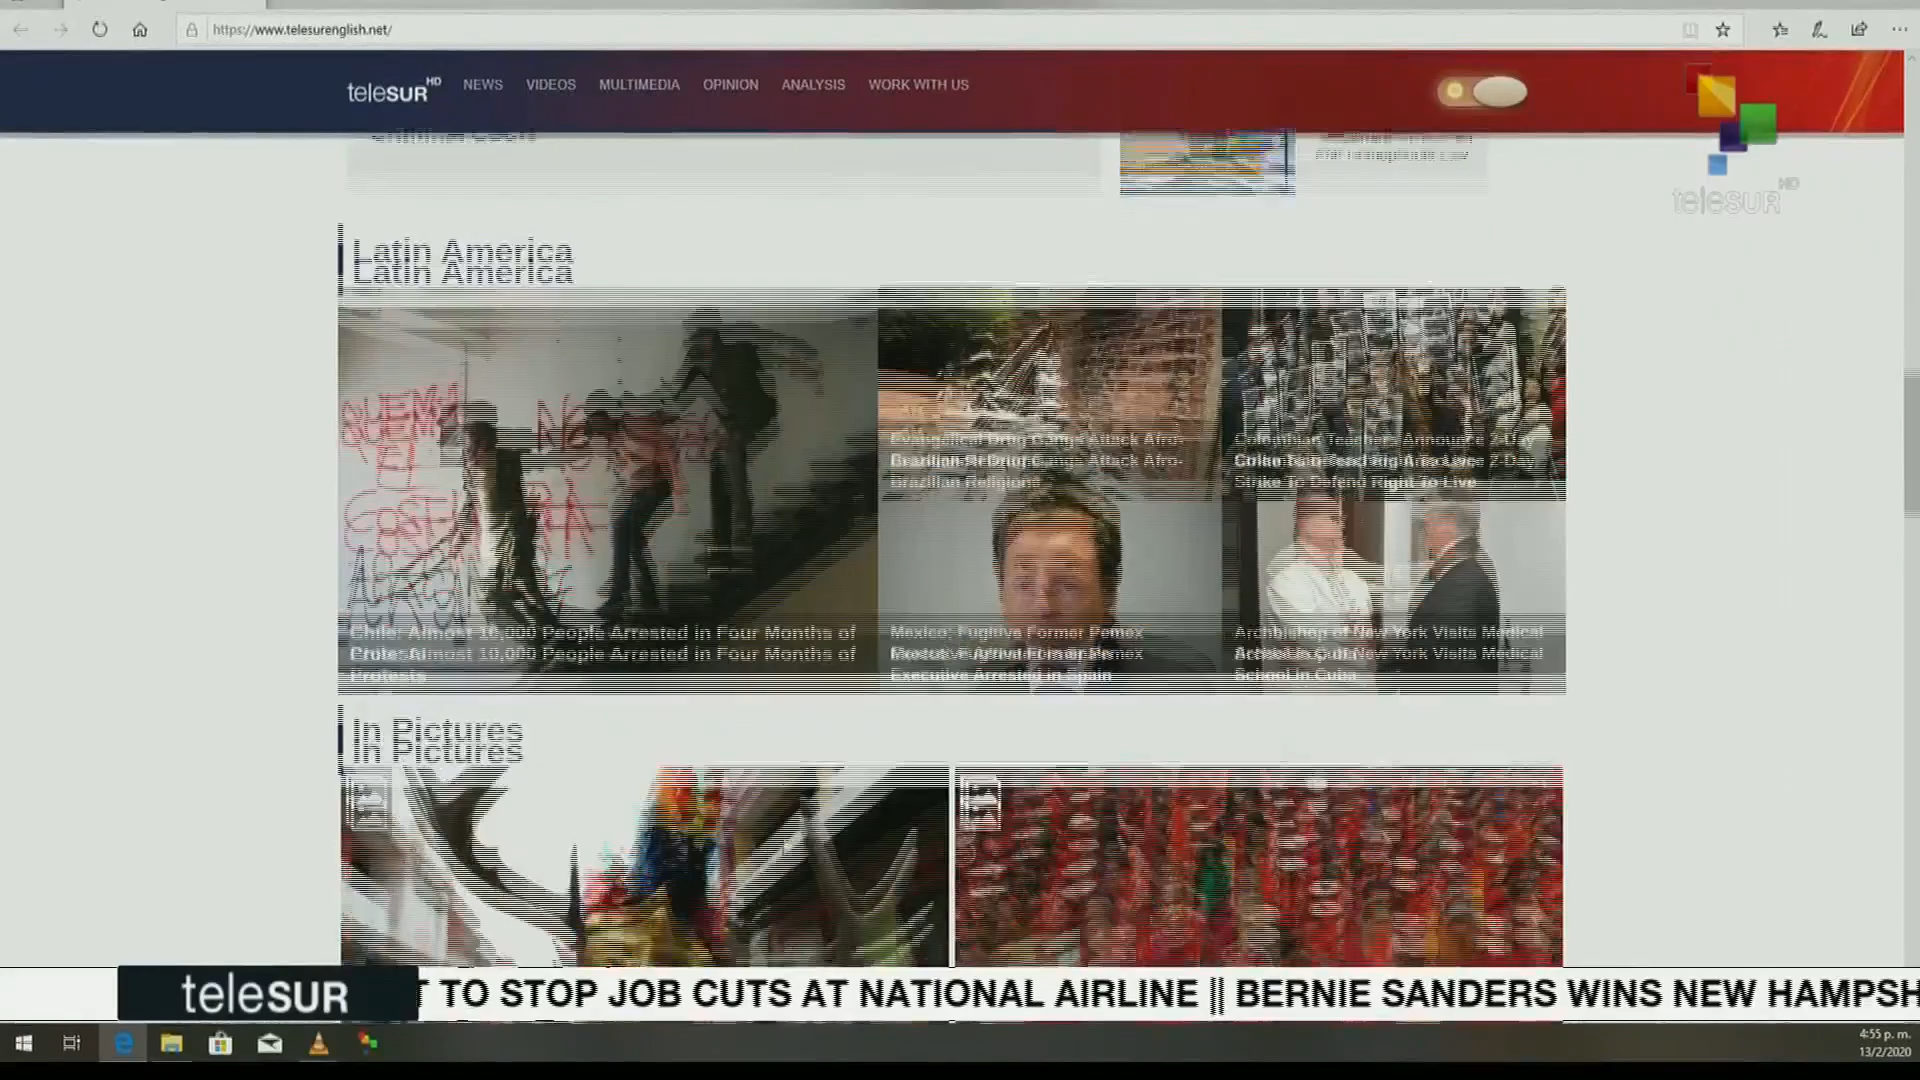 https://www.telesurenglish.net/
teleSUR HD NEWS VIDEOS MULTIMEDIA OPINION ANALYSIS WORK WITH US
teleSUR HD
Latin America
Evangelical Drug Gangs Attack Afro-
Brazilian Religions
Colombian Teachers Announce 2-Day
Strike To Defend Right To Live
QUEMA
EL
COST
NO
Chile: Almost 10,000 People Arrested in Four Months of
Protests
Mexico: Fugitive Former Pemex
Executive Arrested in Spain
Archbishop of New York Visits Medical
School in Cuba
In Pictures
teleSUR
T TO STOP JOB CUTS AT NATIONAL AIRLINE || BERNIE SANDERS WINS NEW HAMPSH
4:55 p. m.
13/2/2020